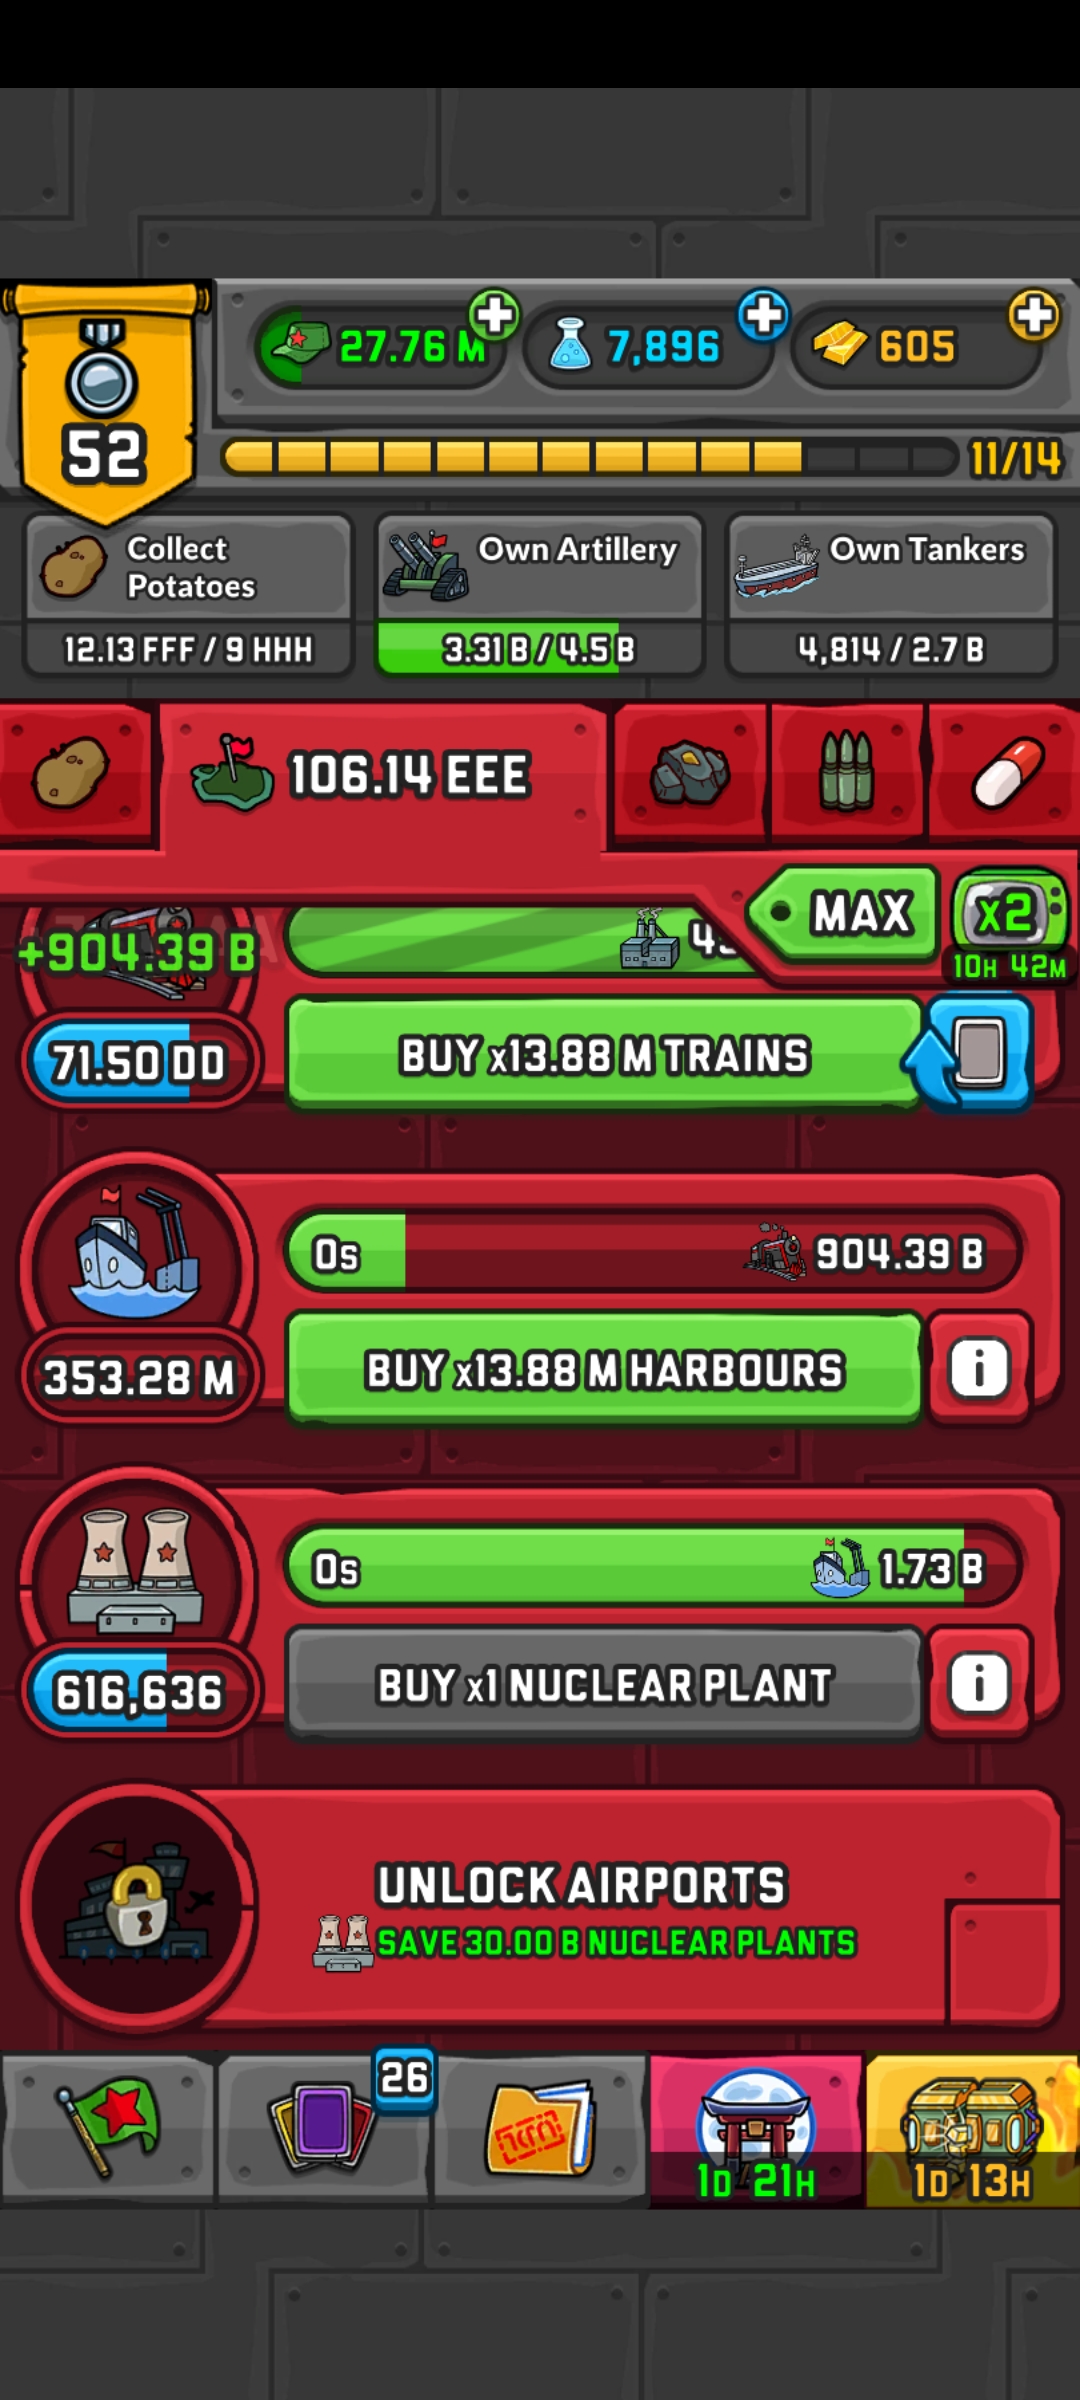 27.76 M
7,896
605
52
11/14
Collect
Potatoes
Own Artillery
Own Tankers
12.13 FFF / 9 HHH
3.31 B / 4.5 B
4,814 / 2.7 B
106.14 EEE
MAX
x2
10H 42M
+904.39 B
71.50 DD
BUY x13.88 M TRAINS
0s
904.39 B
353.28 M
BUY x13.88 M HARBOURS
i
0s
1.73 B
616,636
BUY x1 NUCLEAR PLANT
i
UNLOCK AIRPORTS
SAVE 30.00 B NUCLEAR PLANTS
26
1D 21H
1D 13H